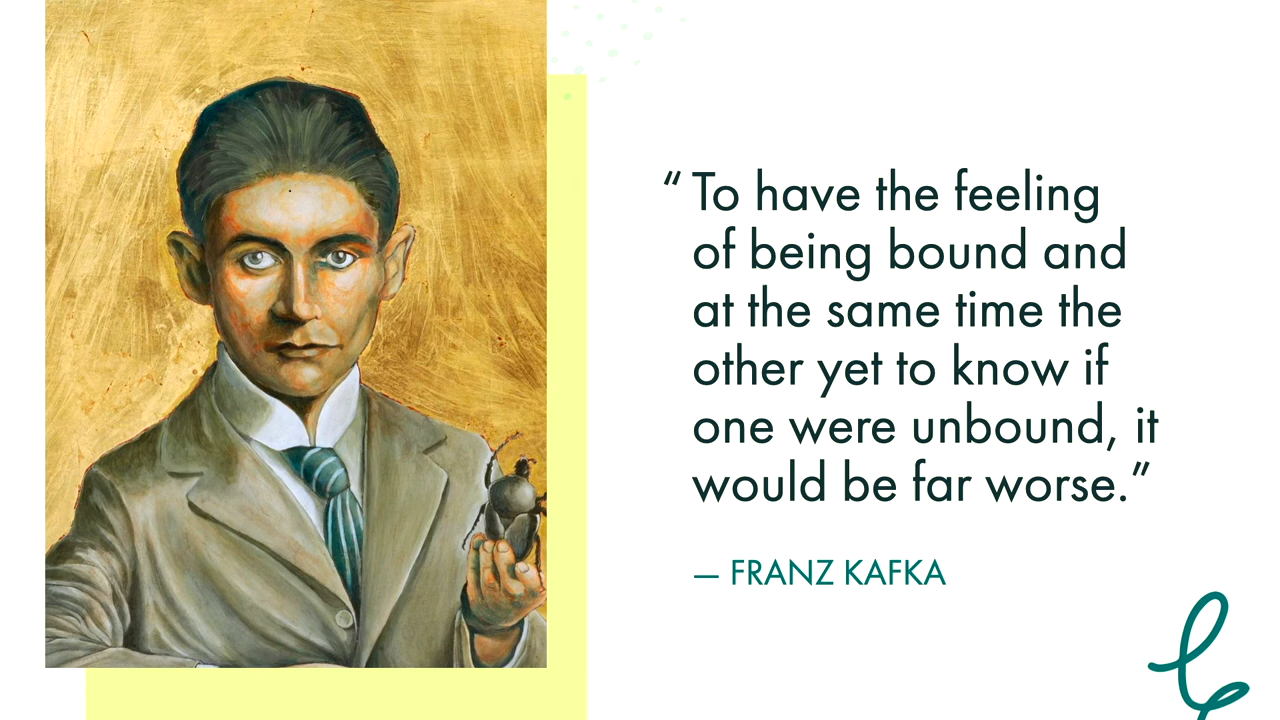 “ To have the feeling
of being bound and
at the same time the
other yet to know if
one were unbound, it
would be far worse.”
— FRANZ KAFKA